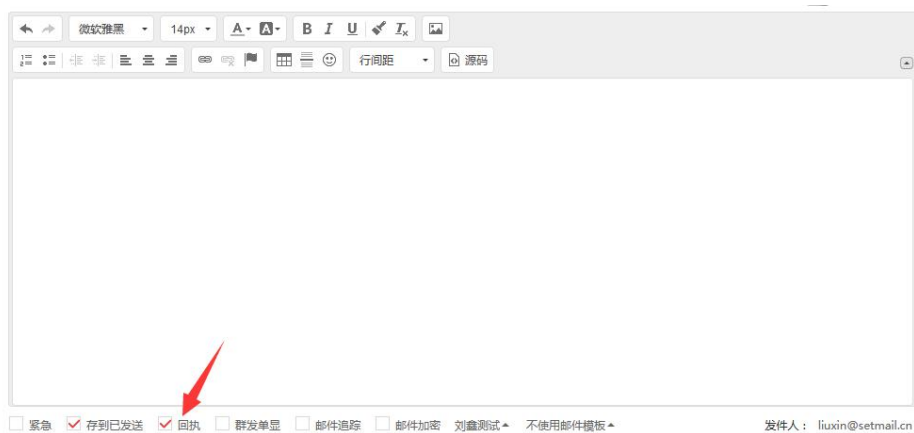 微软雅黑 14px A A B I U Tx
行间距 源码
紧急 存到已发送 回执 群发单显 邮件追踪 邮件加密 刘鑫测试 不使用邮件模板 发件人： liuxin@setmail.cn